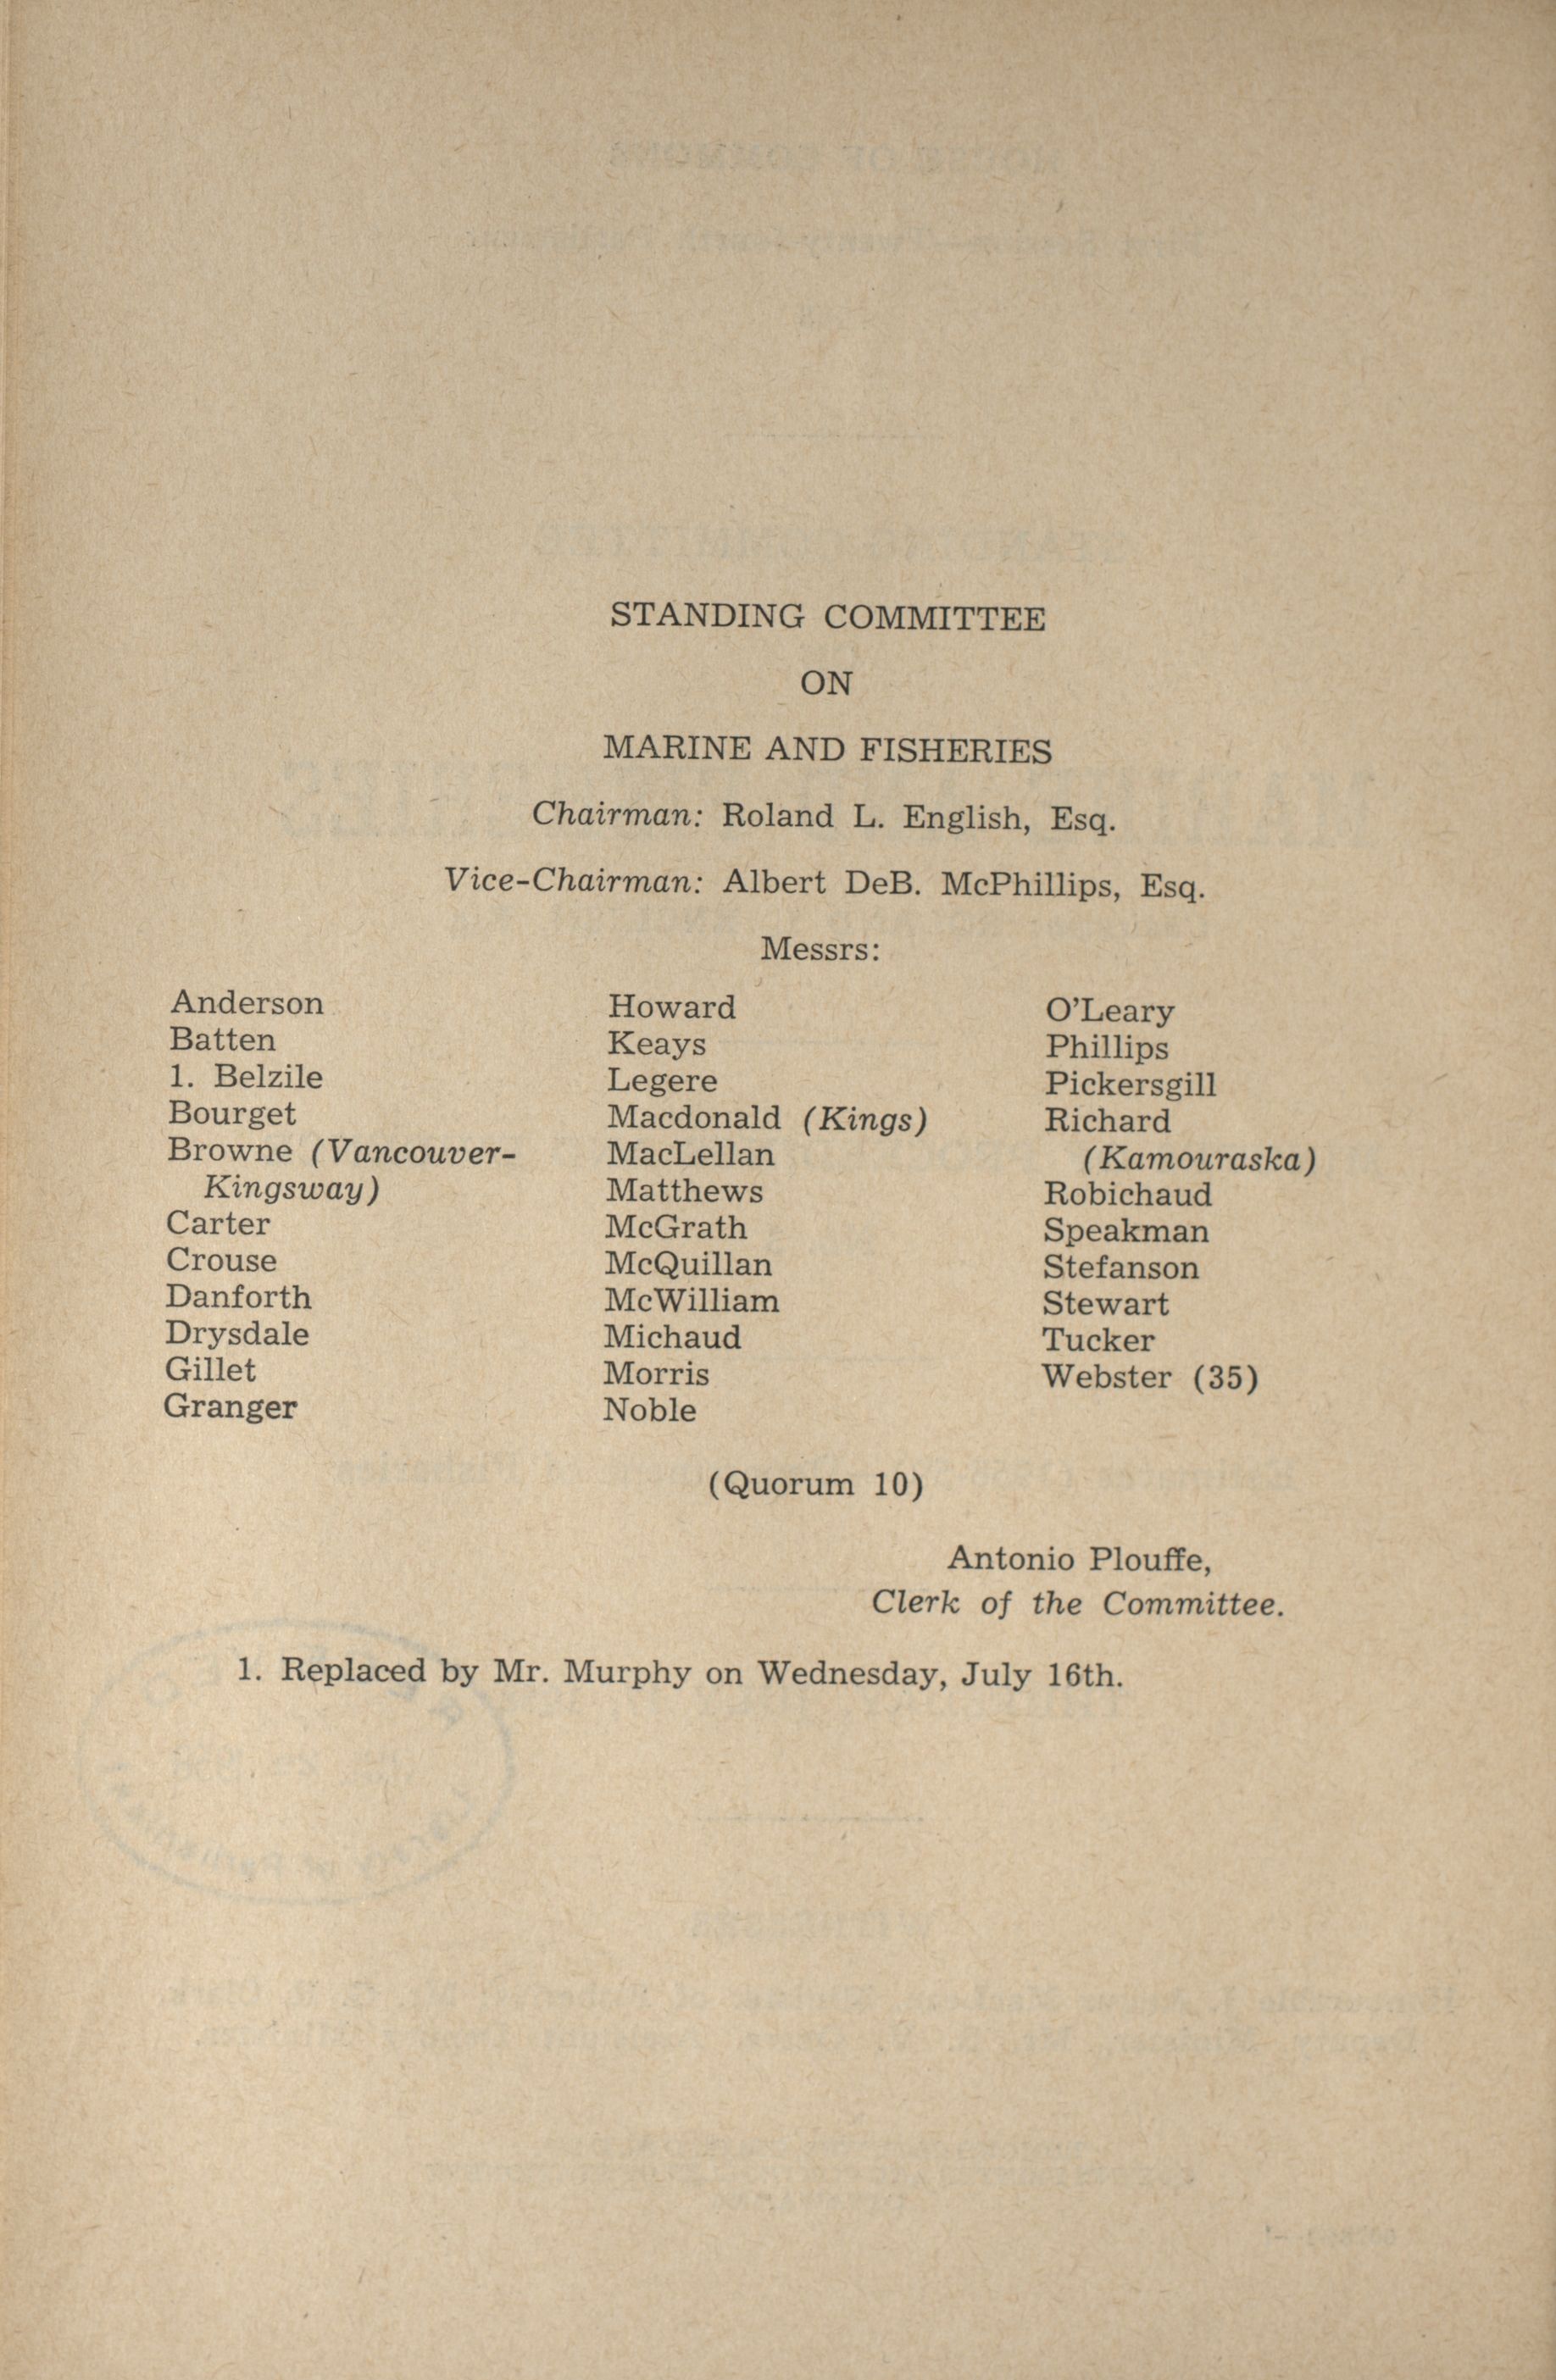 STANDING COMMITTEE
ON
MARINE AND FISHERIES
Chairman: Roland L. English, Esq.
Vice-Chairman: Albert DeB. McPhillips, Esq.
Messrs:
Anderson
Batten
1. Belzile
Bourget
Browne (Vancouver-
Kingsway)
Carter
Crouse
Danforth
Drysdale
Gillet
Granger
Howard
Keays
Legere
Macdonald (Kings)
MacLellan
Matthews
McGrath
McQuillan
McWilliam
Michaud
Morris
Noble
O'Leary
Phillips
Pickersgill
Richard
(Kamouraska)
Robichaud
Speakman
Stefanson
Stewart
Tucker
Webster (35)
(Quorum 10)
Antonio Plouffe,
Clerk of the Committee.
1. Replaced by Mr. Murphy on Wednesday, July 16th.